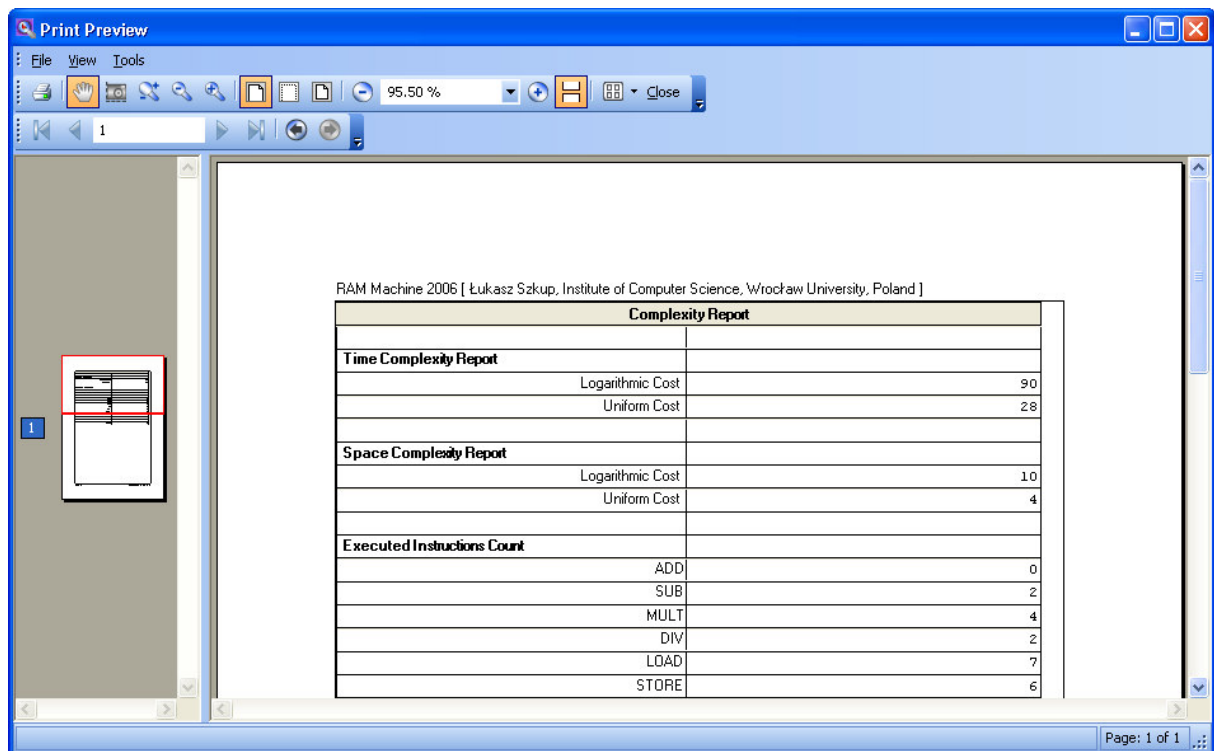 Print Preview
File View Tools
95.50 % Close
1
RAM Machine 2006 [ Łukasz Szkup, Institute of Computer Science, Wrocław University, Poland ]
Complexity Report
Time Complexity Report
Logarithmic Cost 90
Uniform Cost 28
Space Complexity Report
Logarithmic Cost 10
Uniform Cost 4
Executed Instructions Count
ADD 0
SUB 2
MULT 4
DIV 2
LOAD 7
STORE 6
1
Page: 1 of 1